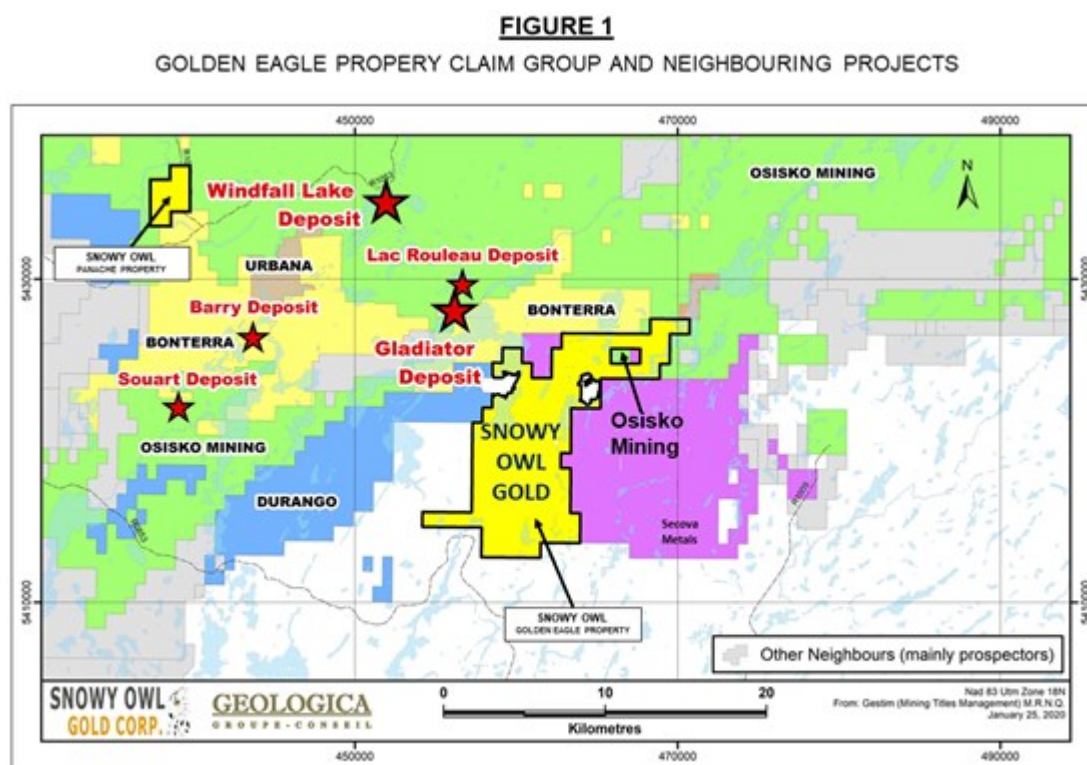 FIGURE 1
GOLDEN EAGLE PROPERY CLAIM GROUP AND NEIGHBOURING PROJECTS
450000
470000
490000
N
OSISKO MINING
Windfall Lake
Deposit
SNOWY OWL
PANACHE PROPERTY
URBANA
Lac Rouleau Deposit
5430000
5430000
Barry Deposit
BONTERRA
BONTERRA
Gladiator
Deposit
Souart Deposit
OSISKO MINING
Osisko
Mining
SNOWY
OWL
GOLD
DURANGO
Secova
Metals
5410000
5410000
SNOWY OWL
GOLDEN EAGLE PROPERTY
Other Neighbours (mainly prospectors)
SNOWY OWL
GOLD CORP.
GEOLOGICA
GROUPE-CONSEIL
0
10
20
Kilometres
Nad 83 Utm Zone 18N
From: Gestim (Mining Titles Management) M.R.N.Q.
January 25, 2020
450000
470000
490000